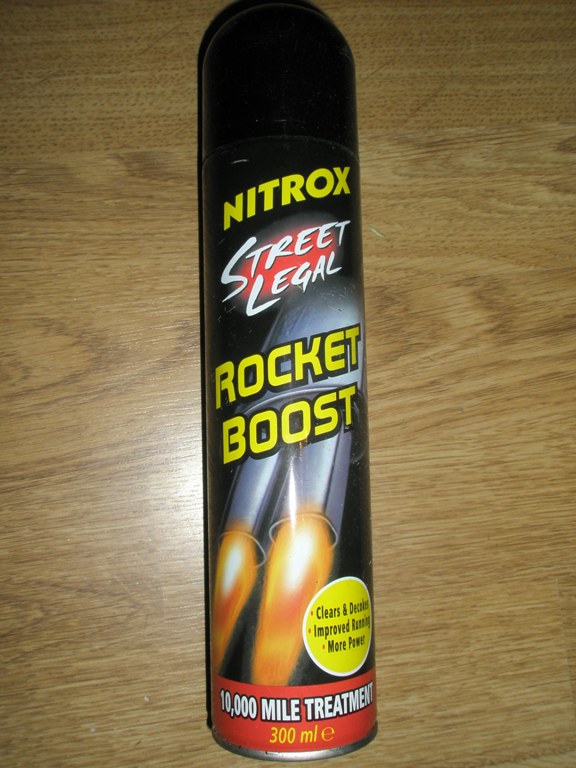 NITROX
STREET
LEGAL
ROCKET
BOOST
• Clears & Decokes
• Improved Running
• More Power
10,000 MILE TREATMENT
300 ml ℮